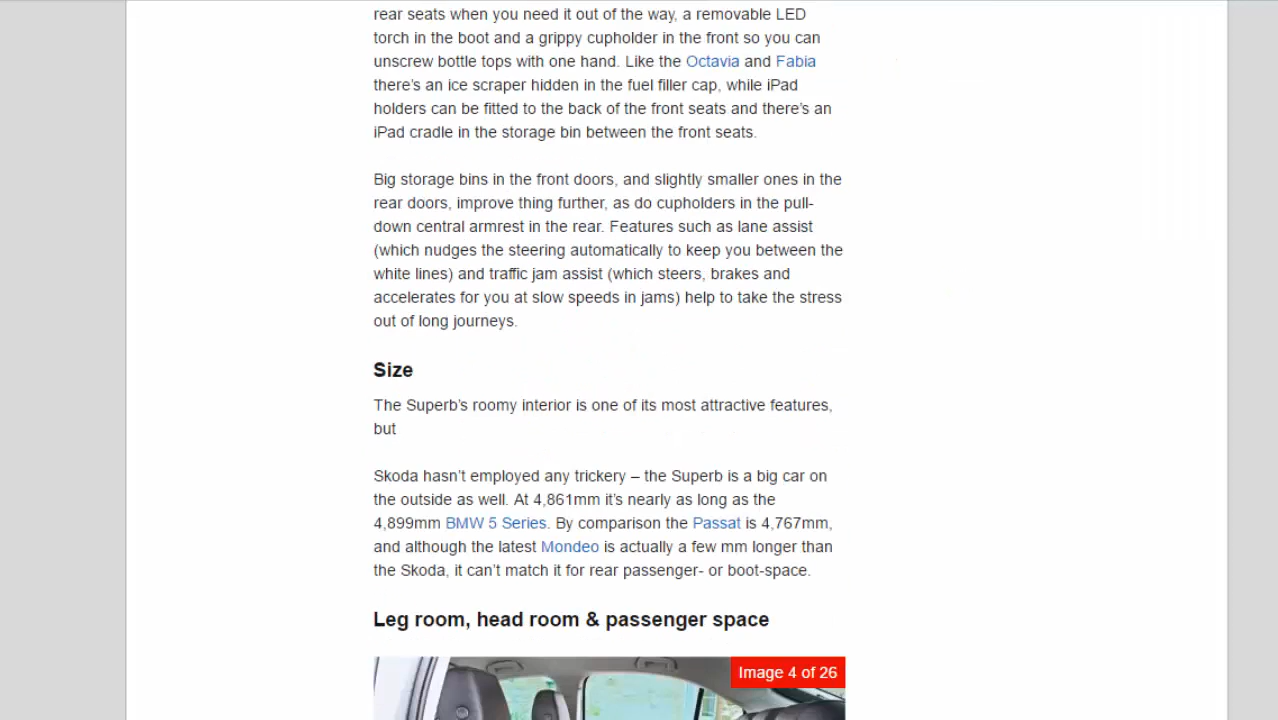 rear seats when you need it out of the way, a removable LED
torch in the boot and a grippy cupholder in the front so you can
unscrew bottle tops with one hand. Like the Octavia and Fabia
there's an ice scraper hidden in the fuel filler cap, while iPad
holders can be fitted to the back of the front seats and there's an
iPad cradle in the storage bin between the front seats.
Big storage bins in the front doors, and slightly smaller ones in the
rear doors, improve thing further, as do cupholders in the pull-
down central armrest in the rear. Features such as lane assist
(which nudges the steering automatically to keep you between the
white lines) and traffic jam assist (which steers, brakes and
accelerates for you at slow speeds in jams) help to take the stress
out of long journeys.
Size
The Superb's roomy interior is one of its most attractive features,
but
Skoda hasn't employed any trickery – the Superb is a big car on
the outside as well. At 4,861mm it's nearly as long as the
4,899mm BMW 5 Series. By comparison the Passat is 4,767mm,
and although the latest Mondeo is actually a few mm longer than
the Skoda, it can't match it for rear passenger- or boot-space.
Leg room, head room & passenger space
Image 4 of 26